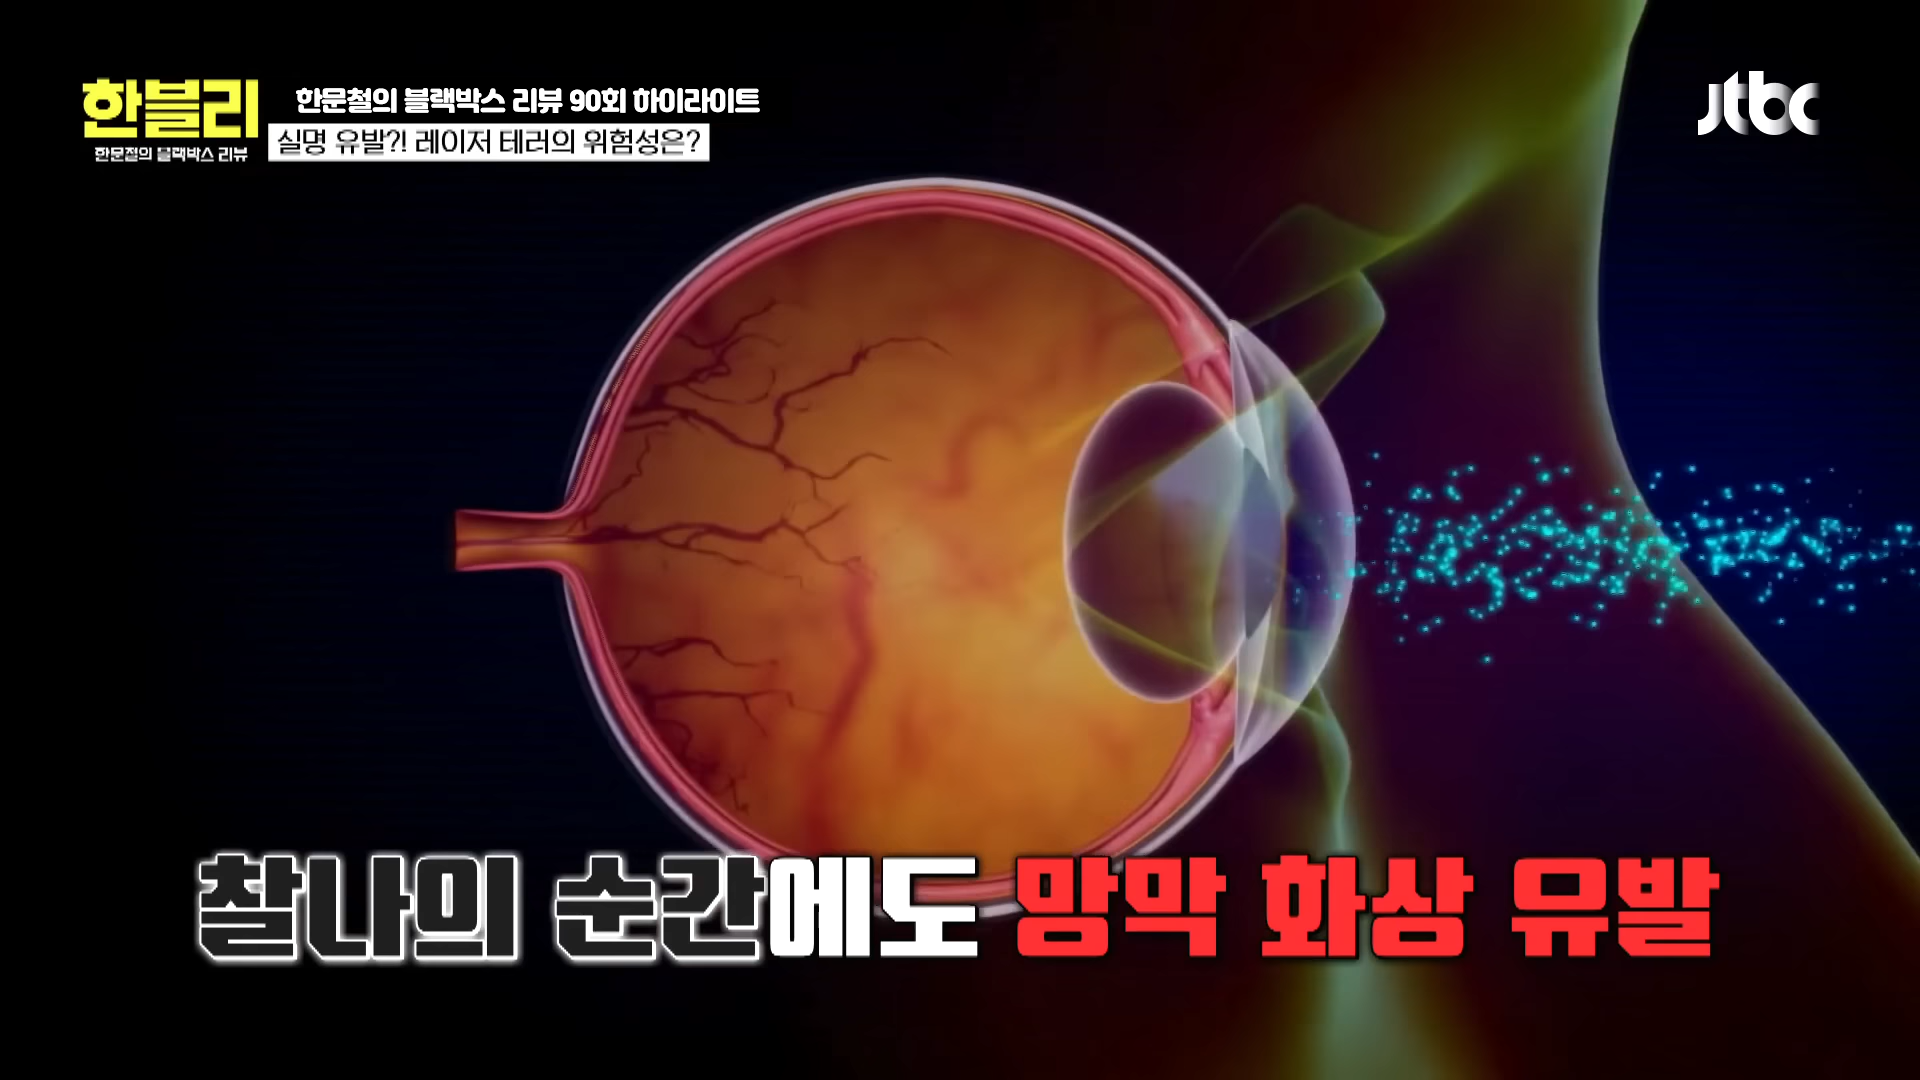 한블리
한문철의 블랙박스 리뷰
한문철의 블랙박스 리뷰 90회 하이라이트
실명 유발?! 레이저 테러의 위험성은?
jtbc
찰나의 순간에도 망막 화상 유발